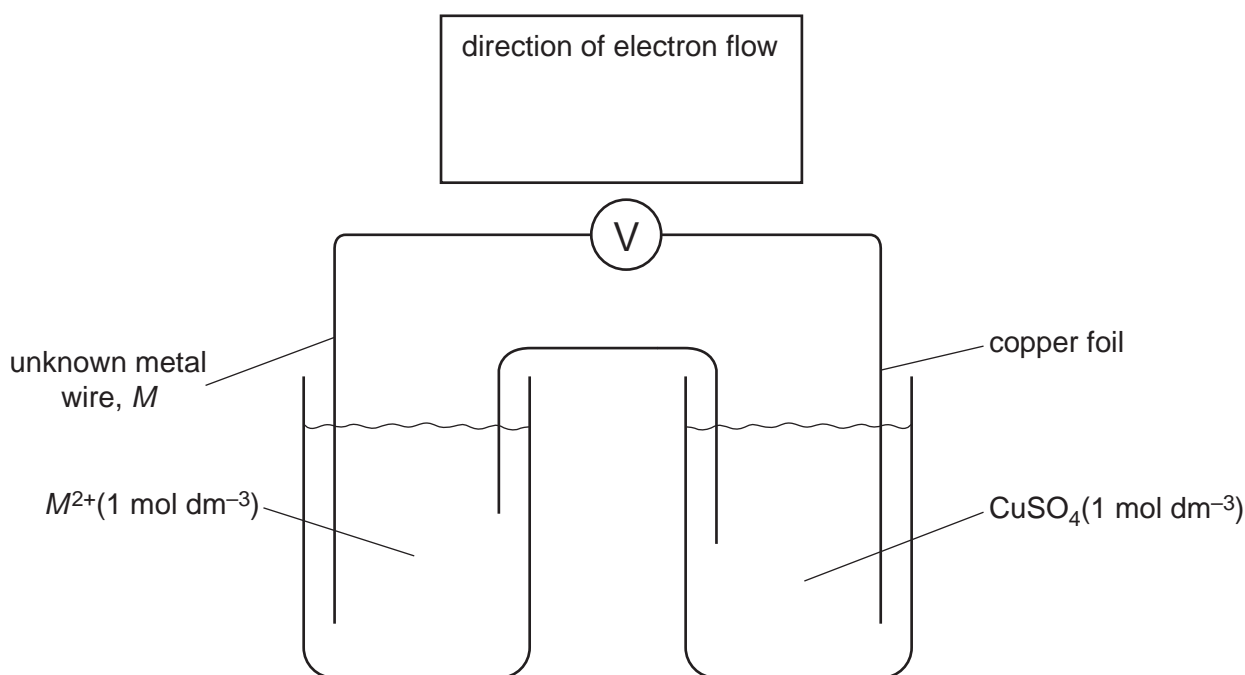 direction of electron flow
V
unknown metal
wire, M
copper foil
M²⁺(1 mol dm⁻³)
CuSO₄(1 mol dm⁻³)